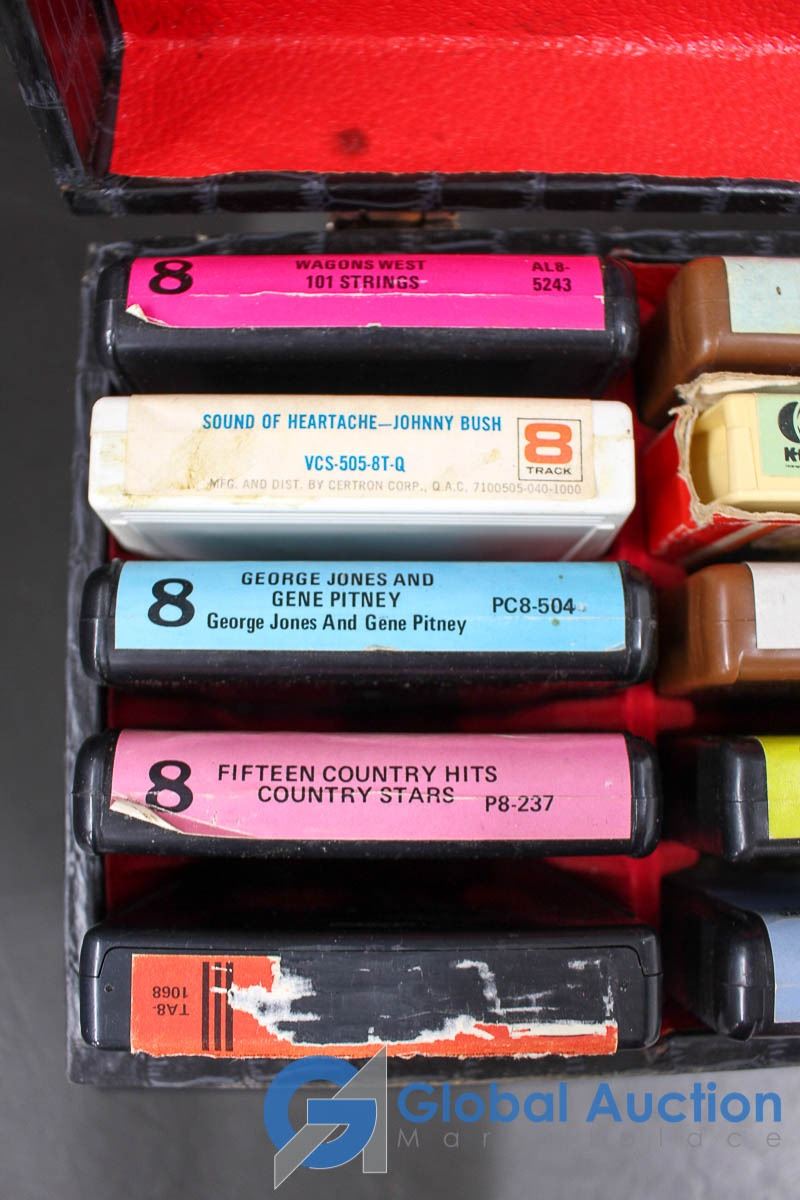 8
WAGONS WEST
101 STRINGS
AL8-
5243
SOUND OF HEARTACHE—JOHNNY BUSH
VCS-505-8T-Q
MFG. AND DIST. BY CERTRON CORP., Q.A.C. 7100505-040-1000
8
TRACK
8
GEORGE JONES AND
GENE PITNEY
George Jones And Gene Pitney
PC8-504
8
FIFTEEN COUNTRY HITS
COUNTRY STARS
P8-237
TA8-
1068
K-t
GA
Global Auction
Marketplace